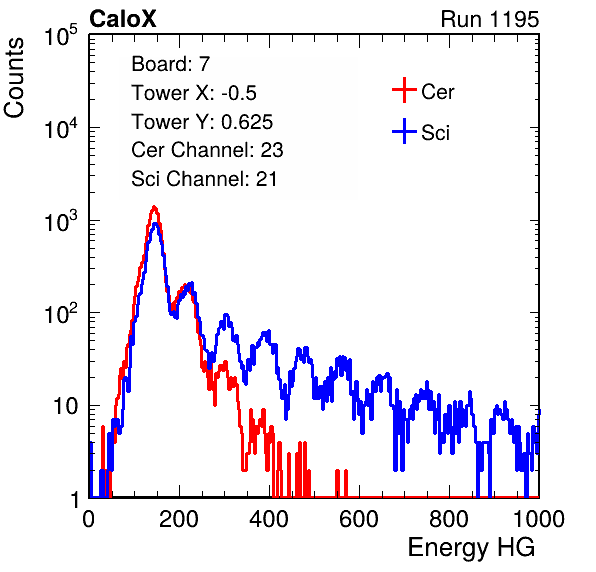 CaloX Run 1195
Counts
10^5
10^4
10^3
10^2
10
1
Board: 7
Tower X: -0.5
Tower Y: 0.625
Cer Channel: 23
Sci Channel: 21
Cer
Sci
0 200 400 600 800 1000
Energy HG